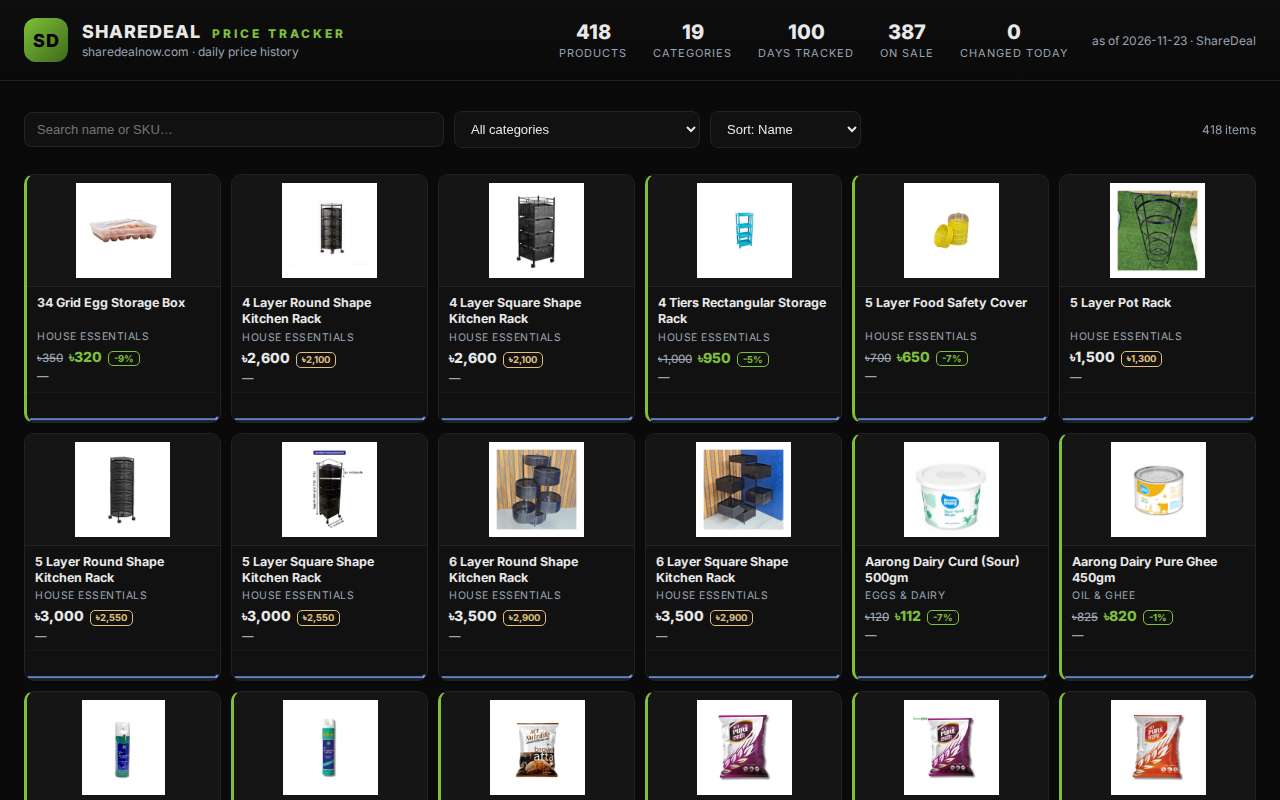 SD
SHAREDEAL PRICE TRACKER
sharedealnow.com · daily price history
418
PRODUCTS
19
CATEGORIES
100
DAYS TRACKED
387
ON SALE
0
CHANGED TODAY
as of 2026-11-23 · ShareDeal
Search name or SKU…
All categories
Sort: Name
418 items
34 Grid Egg Storage Box
HOUSE ESSENTIALS
৳350 ৳320 -9%
—
4 Layer Round Shape
Kitchen Rack
HOUSE ESSENTIALS
৳2,600 ৳2,100
—
4 Layer Square Shape
Kitchen Rack
HOUSE ESSENTIALS
৳2,600 ৳2,100
—
4 Tiers Rectangular Storage
Rack
HOUSE ESSENTIALS
৳1,000 ৳950 -5%
—
5 Layer Food Safety Cover
HOUSE ESSENTIALS
৳700 ৳650 -7%
—
5 Layer Pot Rack
HOUSE ESSENTIALS
৳1,500 ৳1,300
—
5 Layer Round Shape
Kitchen Rack
HOUSE ESSENTIALS
৳3,000 ৳2,550
—
5 Layer Square Shape
Kitchen Rack
HOUSE ESSENTIALS
৳3,000 ৳2,550
—
6 Layer Round Shape
Kitchen Rack
HOUSE ESSENTIALS
৳3,500 ৳2,900
—
6 Layer Square Shape
Kitchen Rack
HOUSE ESSENTIALS
৳3,500 ৳2,900
—
Aarong Dairy Curd (Sour)
500gm
EGGS & DAIRY
৳120 ৳112 -7%
—
Aarong Dairy Pure Ghee
450gm
OIL & GHEE
৳825 ৳820 -1%
—
brown
atta
PURE
PURE
PURE